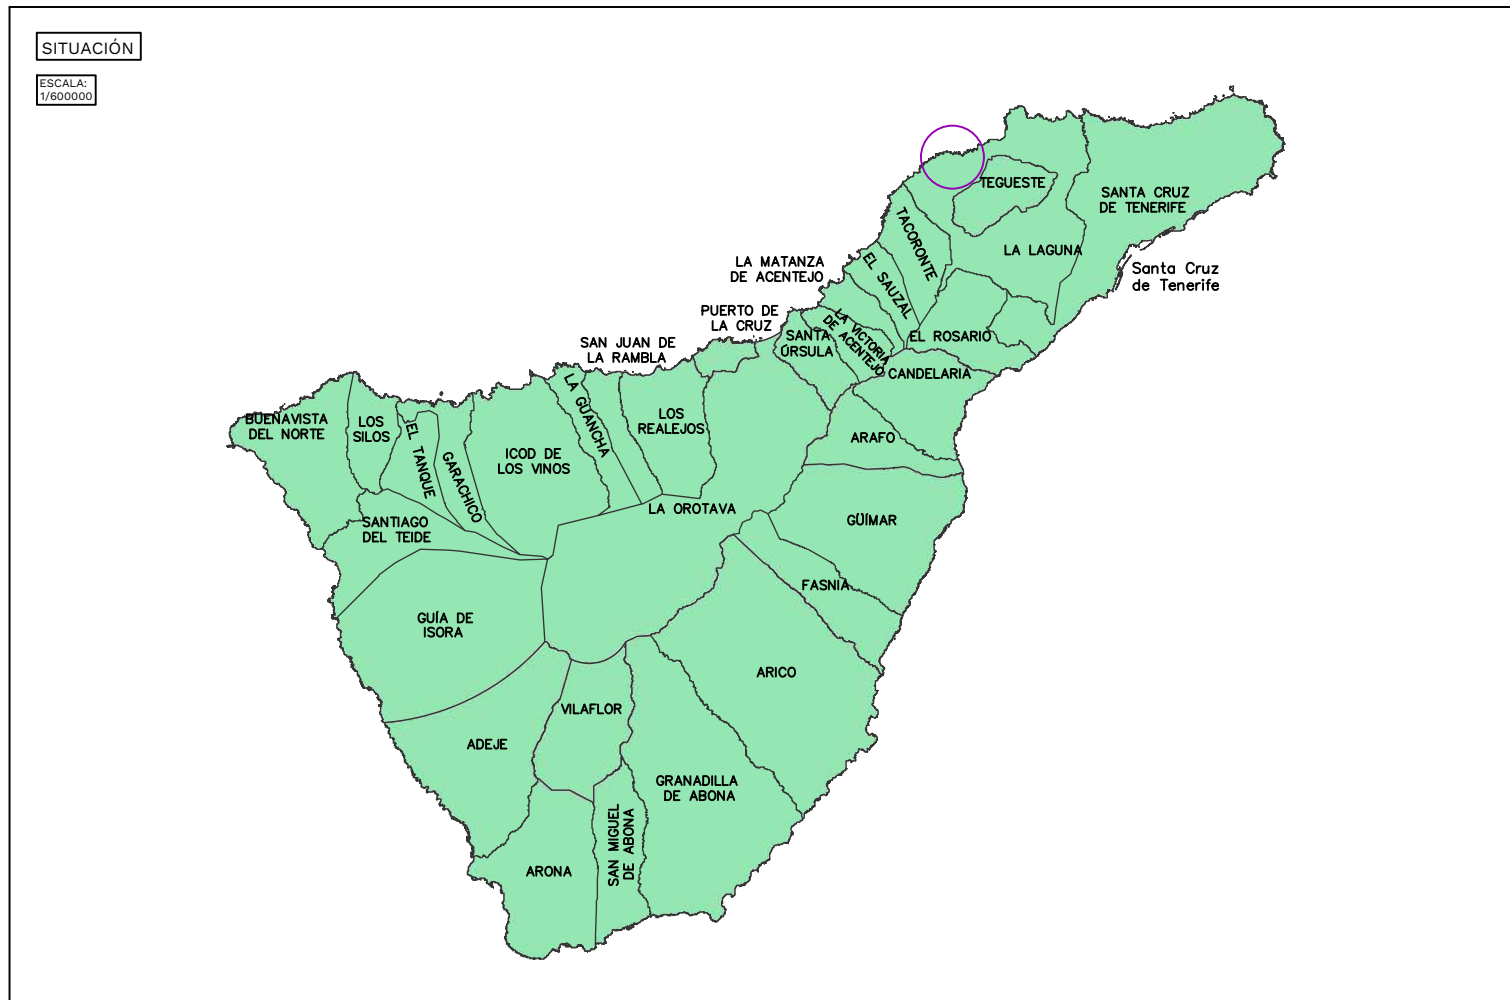 SITUACIÓN
ESCALA:
1/600000
TEGUESTE
SANTA CRUZ
DE TENERIFE
TACORONTE
LA LAGUNA
LA MATANZA
DE ACENTEJO
EL SAUZAL
Santa Cruz
de Tenerife
PUERTO DE
LA CRUZ
LA VICTORIA
DE ACENTEJO
SANTA
ÚRSULA
EL ROSARIO
SAN JUAN DE
LA RAMBLA
CANDELARIA
LA GUANCHA
BUENAVISTA
DEL NORTE
LOS
SILOS
EL TANQUE
GARACHICO
ICOD DE
LOS VINOS
LOS
REALEJOS
ARAFO
LA OROTAVA
SANTIAGO
DEL TEIDE
GÜÍMAR
FASNIA
GUÍA DE
ISORA
ARICO
VILAFLOR
ADEJE
GRANADILLA
DE ABONA
SAN MIGUEL
DE ABONA
ARONA